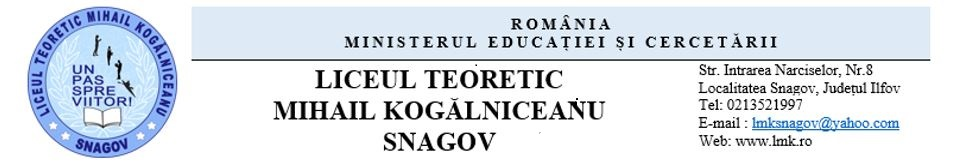 LICEUL TEORETIC MIHAIL KOGĂLNICEANU
UN
PAS
SPRE
VIITOR!
SNAGOV
ROMÂNIA
MINISTERUL EDUCAȚIEI ȘI CERCETĂRII
LICEUL TEORETIC
MIHAIL KOGĂLNICEANU
SNAGOV
Str. Intrarea Narciselor, Nr.8
Localitatea Snagov, Județul Ilfov
Tel: 0213521997
E-mail : lmksnagov@yahoo.com
Web: www.lmk.ro